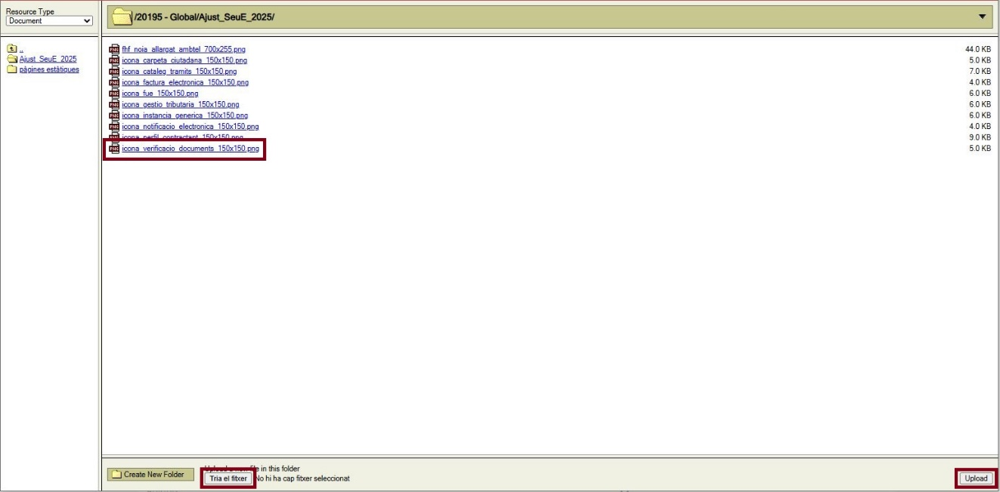 Resource Type
Document
/20195 - Global/Ajust_SeuE_2025/
..
Ajust_SeuE_2025
pàgines estàtiques
fhf_noia_allargat_ambtel_700x255.png 44.0 KB
icona_carpeta_ciutadana_150x150.png 5.0 KB
icona_cataleg_tramits_150x150.png 7.0 KB
icona_factura_electronica_150x150.png 4.0 KB
icona_fue_150x150.png 6.0 KB
icona_gestio_tributaria_150x150.png 6.0 KB
icona_instancia_generica_150x150.png 6.0 KB
icona_notificacio_electronica_150x150.png 4.0 KB
icona_perfil_contractant_150x150.png 9.0 KB
icona_verificacio_documents_150x150.png 5.0 KB
Upload a new file in this folder
Create New Folder
Tria el fitxer No hi ha cap fitxer seleccionat
Upload